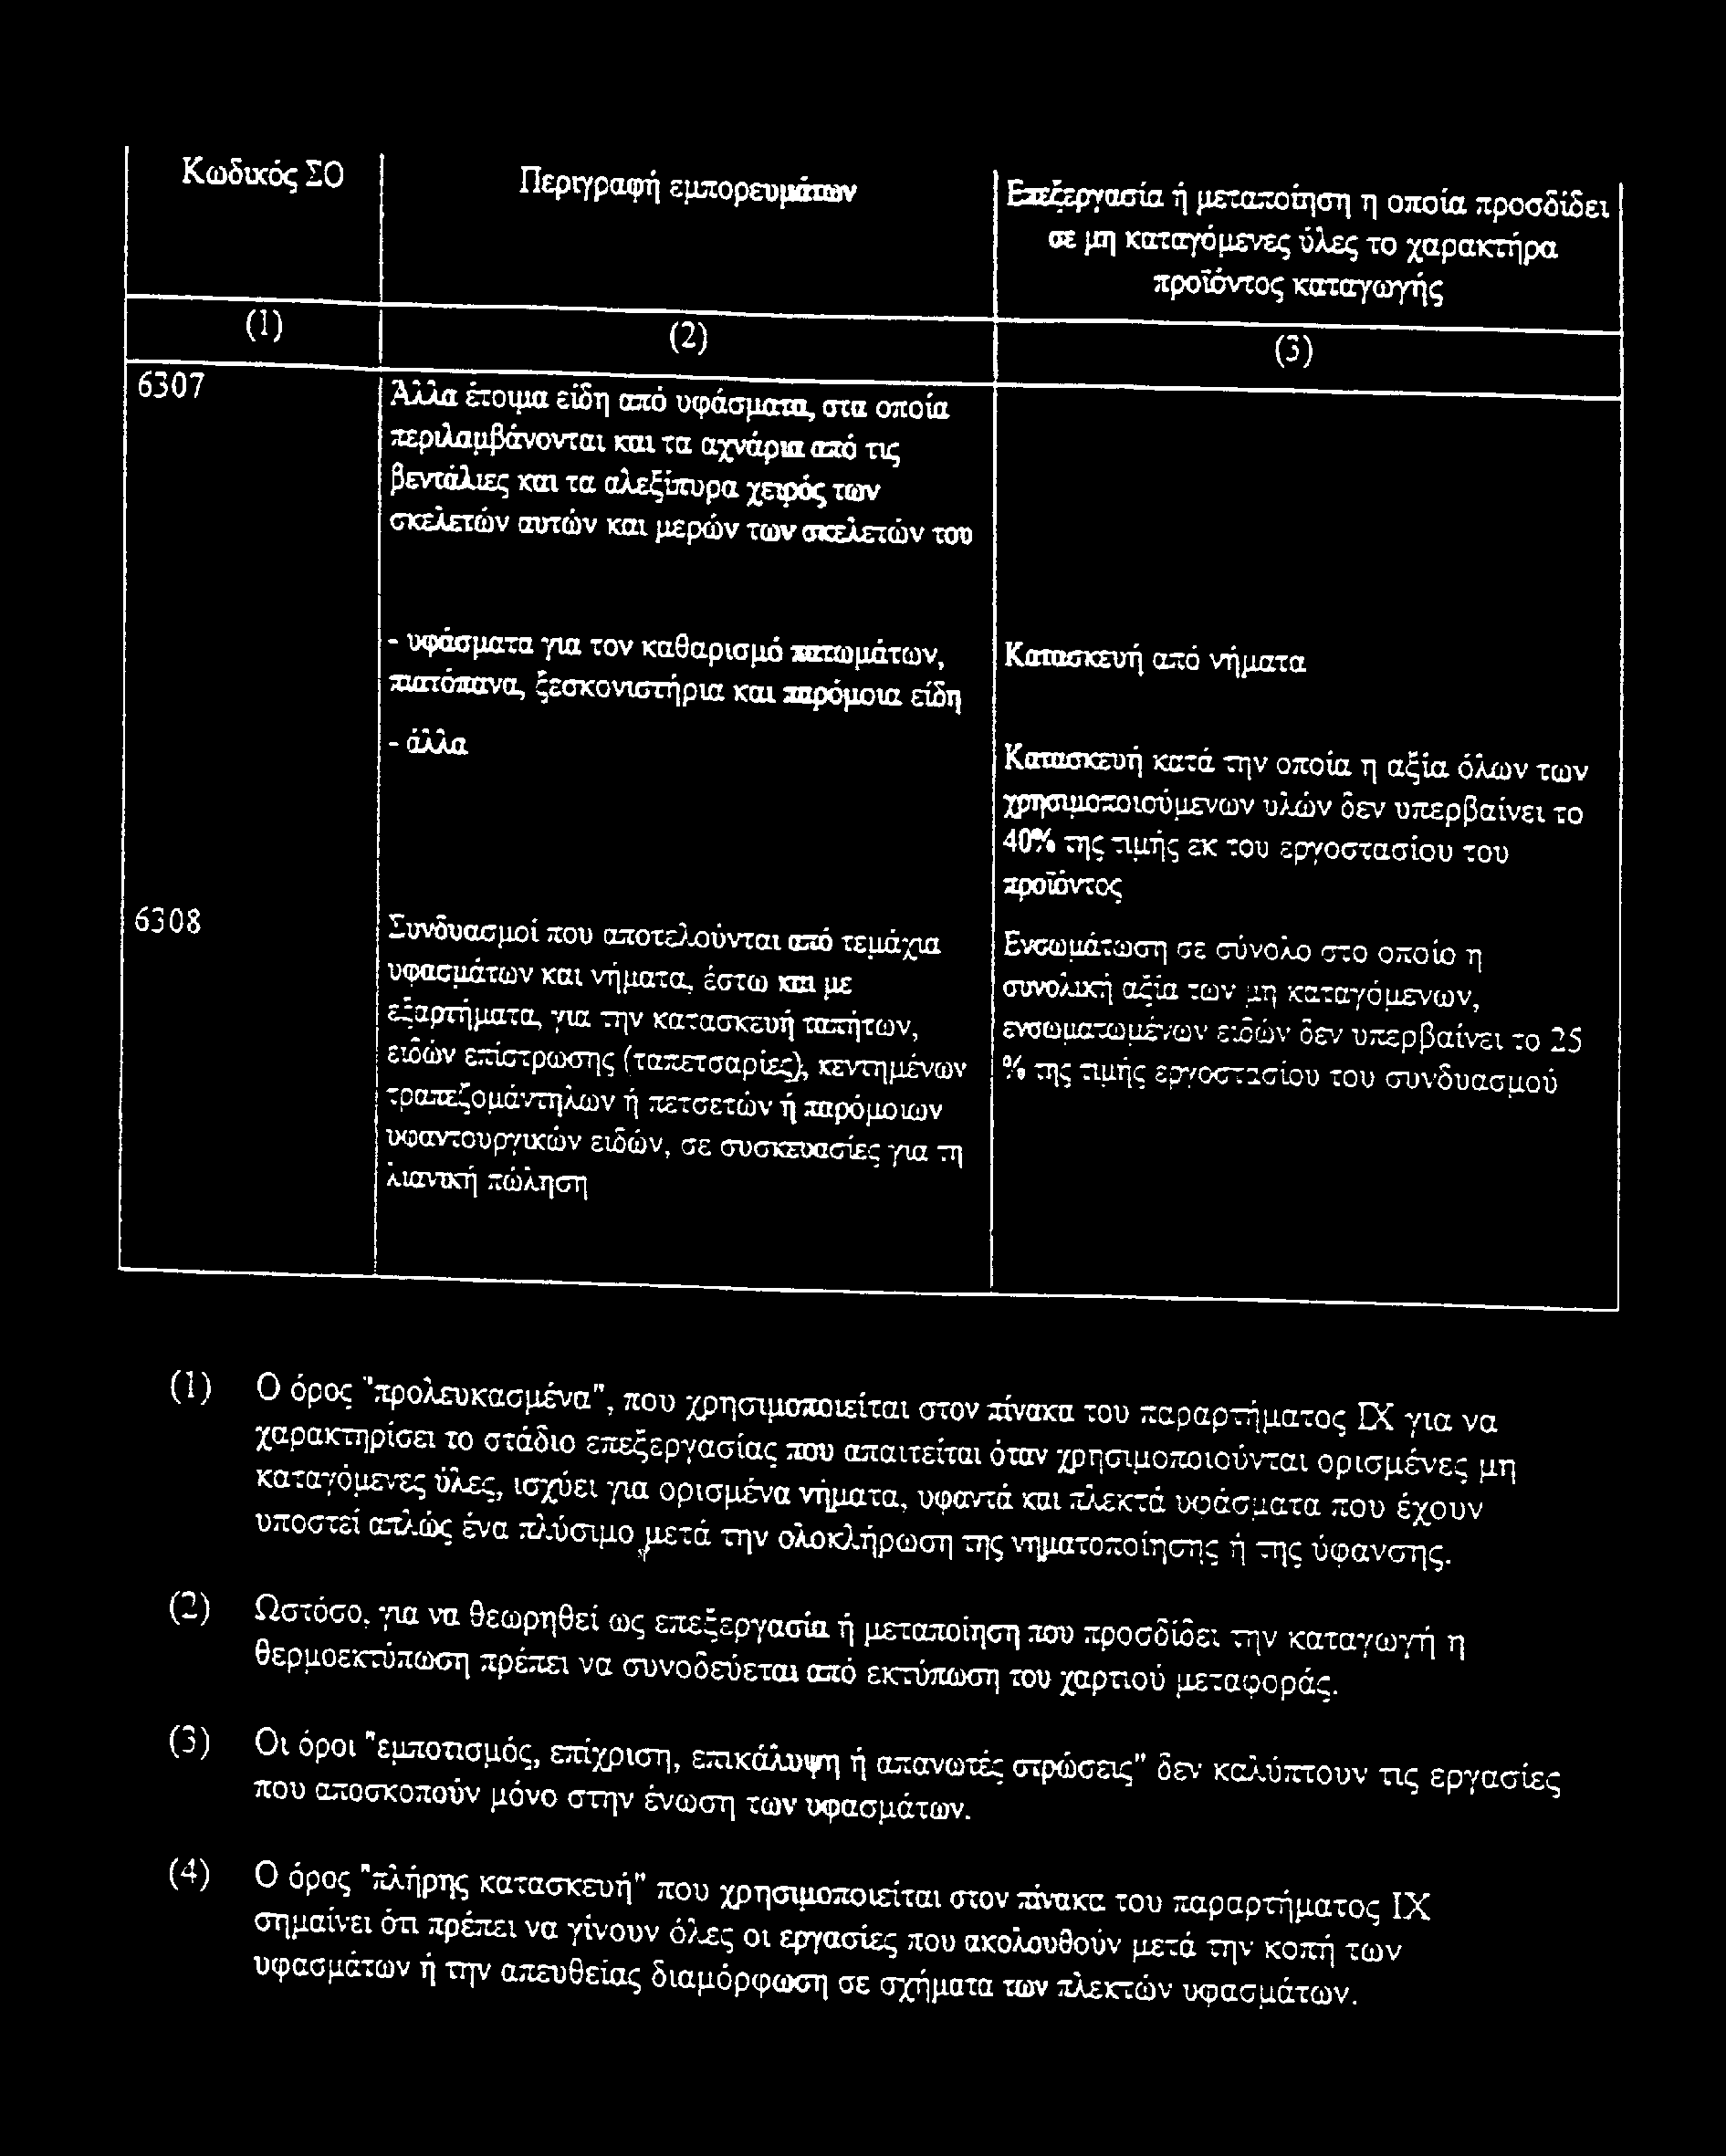 Κωδικός ΣΟ
Περιγραφή εμπορευμάτων
Επεξεργασία ή μεταποίηση η οποία προσδίδει
σε μη καταγόμενες ύλες το χαρακτήρα
προϊόντος καταγωγής
(1)
(2)
(3)
6307
Άλλα έτοιμα είδη από υφάσματα, στα οποία
περιλαμβάνονται και τα αχνάρια από τις
βεντάλιες και τα αλεξίπυρα χειρός των
σκελετών αυτών και μερών των σκελετών του
- υφάσματα για τον καθαρισμό πατωμάτων,
πιατόπανα, ξεσκονιστήρια και παρόμοια είδη
Κατασκευή από νήματα
- άλλα
Κατασκευή κατά την οποία η αξία όλων των
χρησιμοποιούμενων υλών δεν υπερβαίνει το
40% της τιμής εκ του εργοστασίου του
προϊόντος
6308
Συνδυασμοί που αποτελούνται από τεμάχια
υφασμάτων και νήματα, έστω και με
εξαρτήματα, για την κατασκευή ταπήτων,
ειδών επίστρωσης (ταπετσαρίες), κεντημένων
τραπεζομάντηλων ή πετσετών ή παρόμοιων
υφαντουργικών ειδών, σε συσκευασίες για τη
λιανική πώληση
Ενσωμάτωση σε σύνολο στο οποίο η
συνολική αξία των μη καταγόμενων,
ενσωματωμένων ειδών δεν υπερβαίνει το 25
% της τιμής εργοστασίου του συνδυασμού
(1) Ο όρος "προλευκασμένα", που χρησιμοποιείται στον πίνακα του παραρτήματος ΙΧ για να
χαρακτηρίσει το στάδιο επεξεργασίας που απαιτείται όταν χρησιμοποιούνται ορισμένες μη
καταγόμενες ύλες, ισχύει για ορισμένα νήματα, υφαντά και πλεκτά υφάσματα που έχουν
υποστεί απλώς ένα πλύσιμο μετά την ολοκλήρωση της νηματοποίησης ή της ύφανσης.
(2) Ωστόσο, για να θεωρηθεί ως επεξεργασία ή μεταποίηση που προσδίδει την καταγωγή η
θερμοεκτύπωση πρέπει να συνοδεύεται από εκτύπωση του χαρτιού μεταφοράς.
(3) Οι όροι "εμποτισμός, επίχριση, επικάλυψη ή απανωτές στρώσεις" δεν καλύπτουν τις εργασίες
που αποσκοπούν μόνο στην ένωση των υφασμάτων.
(4) Ο όρος "πλήρης κατασκευή" που χρησιμοποιείται στον πίνακα του παραρτήματος ΙΧ
σημαίνει ότι πρέπει να γίνουν όλες οι εργασίες που ακολουθούν μετά την κοπή των
υφασμάτων ή την απευθείας διαμόρφωση σε σχήματα των πλεκτών υφασμάτων.